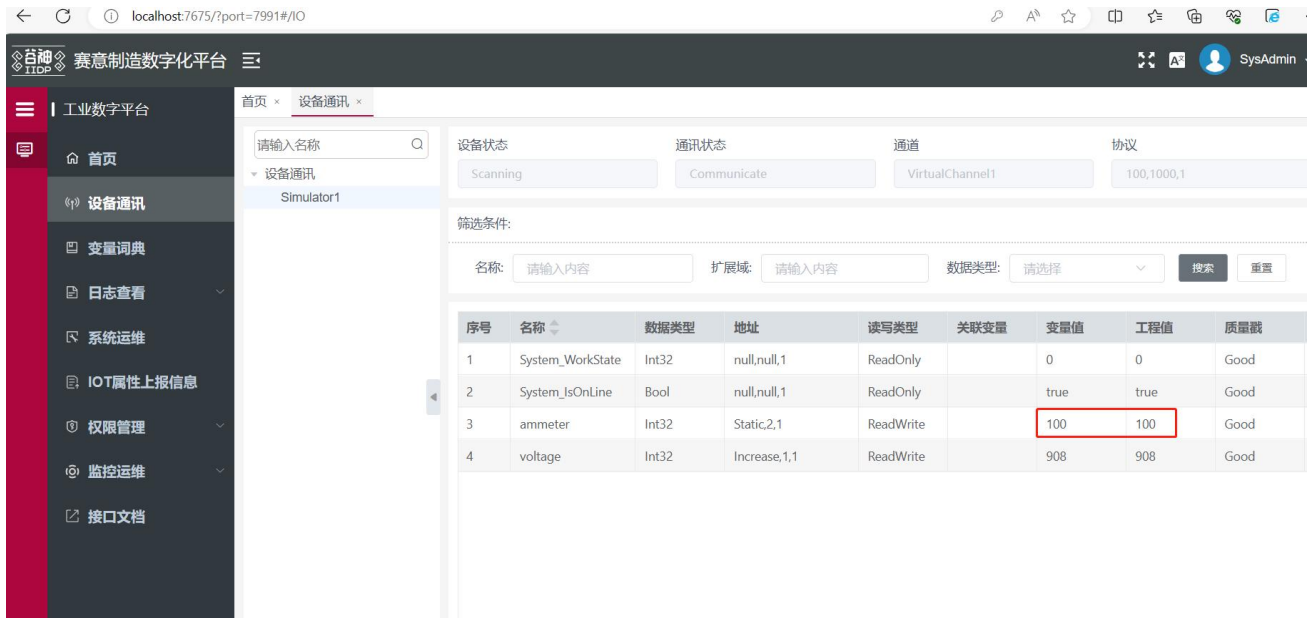 localhost:7675/?port=7991#/IO
谷神 IIDP 赛意制造数字化平台 SysAdmin
工业数字平台
首页
设备通讯
变量词典
日志查看
系统运维
IOT属性上报信息
权限管理
监控运维
接口文档
首页 × 设备通讯 ×
请输入名称
设备通讯
Simulator1
设备状态 通讯状态 通道 协议
Scanning Communicate VirtualChannel1 100,1000,1
筛选条件:
名称: 请输入内容 扩展域: 请输入内容 数据类型: 请选择 搜索 重置
序号 名称 数据类型 地址 读写类型 关联变量 变量值 工程值 质量戳
1 System_WorkState Int32 null,null,1 ReadOnly 0 0 Good
2 System_IsOnLine Bool null,null,1 ReadOnly true true Good
3 ammeter Int32 Static,2,1 ReadWrite 100 100 Good
4 voltage Int32 Increase,1,1 ReadWrite 908 908 Good